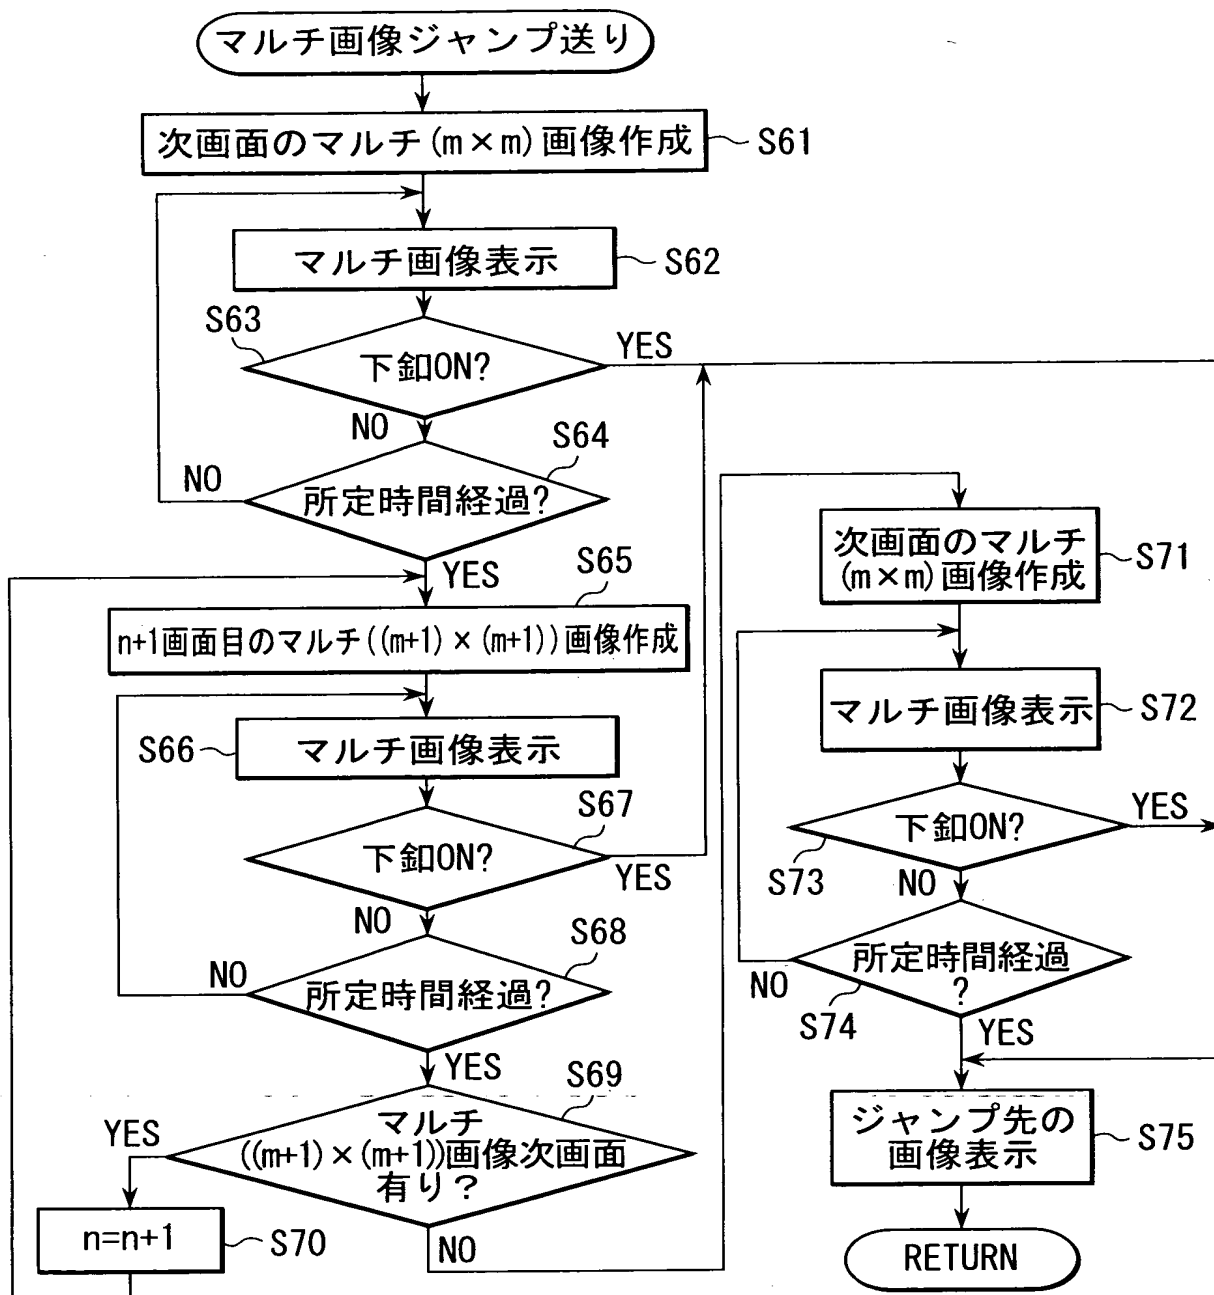 マルチ画像ジャンプ送り
次画面のマルチ(m×m)画像作成
S61
マルチ画像表示
S62
S63
下釦ON?
YES
NO
S64
NO
所定時間経過?
YES
S65
n+1画面目のマルチ((m+1)×(m+1))画像作成
S66
マルチ画像表示
S67
下釦ON?
YES
NO
S68
NO
所定時間経過?
YES
S69
YES
マルチ
((m+1)×(m+1))画像次画面
有り?
n=n+1
S70
NO
次画面のマルチ
(m×m)画像作成
S71
マルチ画像表示
S72
YES
下釦ON?
S73
NO
所定時間経過
?
NO
S74
YES
ジャンプ先の
画像表示
S75
RETURN